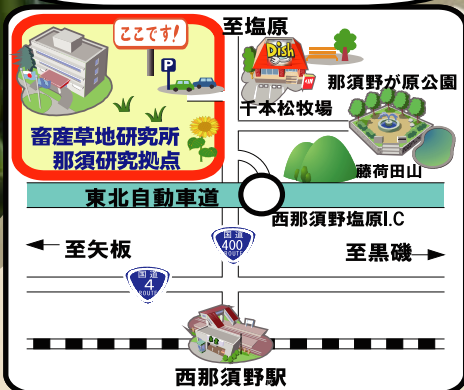 ここです!
至塩原
P
Dish
那須野が原公園
千本松牧場
畜産草地研究所
那須研究拠点
藤荷田山
東北自動車道
西那須野塩原I.C
至矢板
国道
400
ROUTE
至黒磯
国道
4
ROUTE
西那須野駅